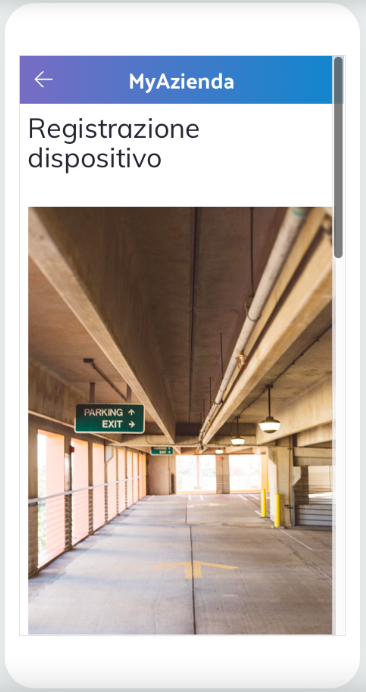 MyAzienda
Registrazione
dispositivo
PARKING ↑
EXIT →